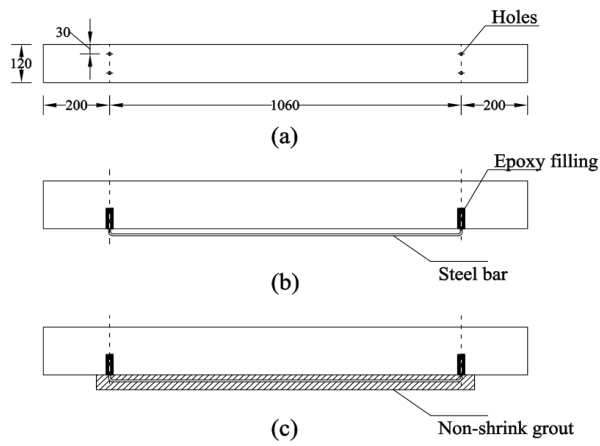 Holes
30
120
200
1060
200
(a)
Epoxy filling
Steel bar
(b)
Non-shrink grout
(c)